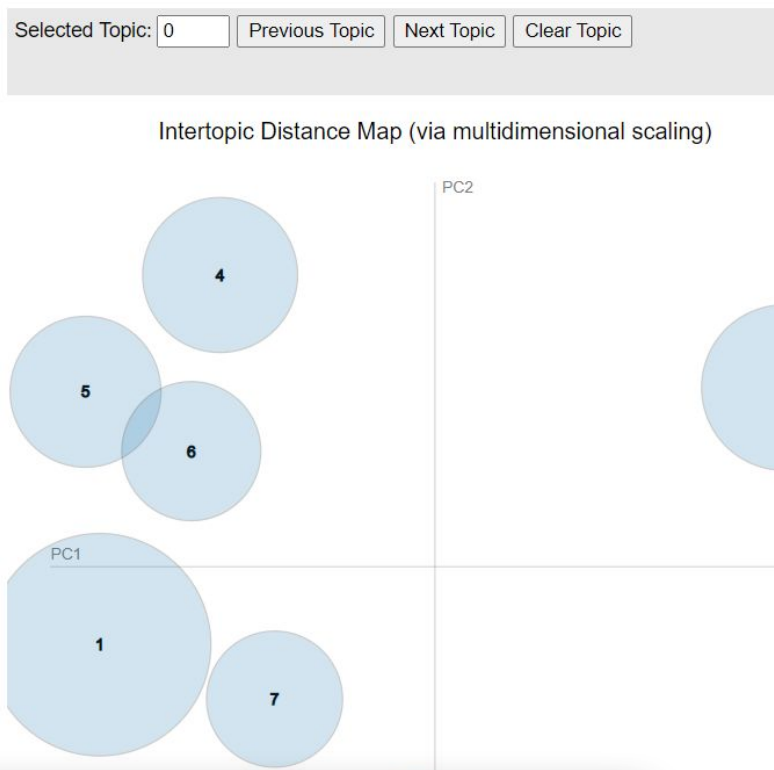 Selected Topic: 0 Previous Topic Next Topic Clear Topic
Intertopic Distance Map (via multidimensional scaling)
PC2
4
5
6
PC1
1
7